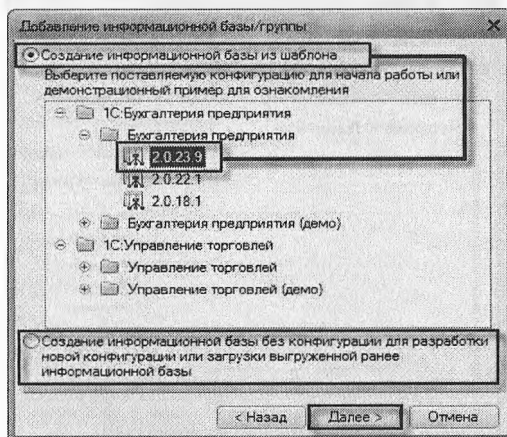 Добавление информационной базы/группы
Создание информационной базы из шаблона
Выберите поставляемую конфигурацию для начала работы или
демонстрационный пример для ознакомления
1С:Бухгалтерия предприятия
Бухгалтерия предприятия
2.0.23.9
2.0.22.1
2.0.18.1
Бухгалтерия предприятия (демо)
1С:Управление торговлей
Управление торговлей
Управление торговлей (демо)
Создание информационной базы без конфигурации для разработки
новой конфигурации или загрузки выгруженной ранее
информационной базы
< Назад Далее > Отмена